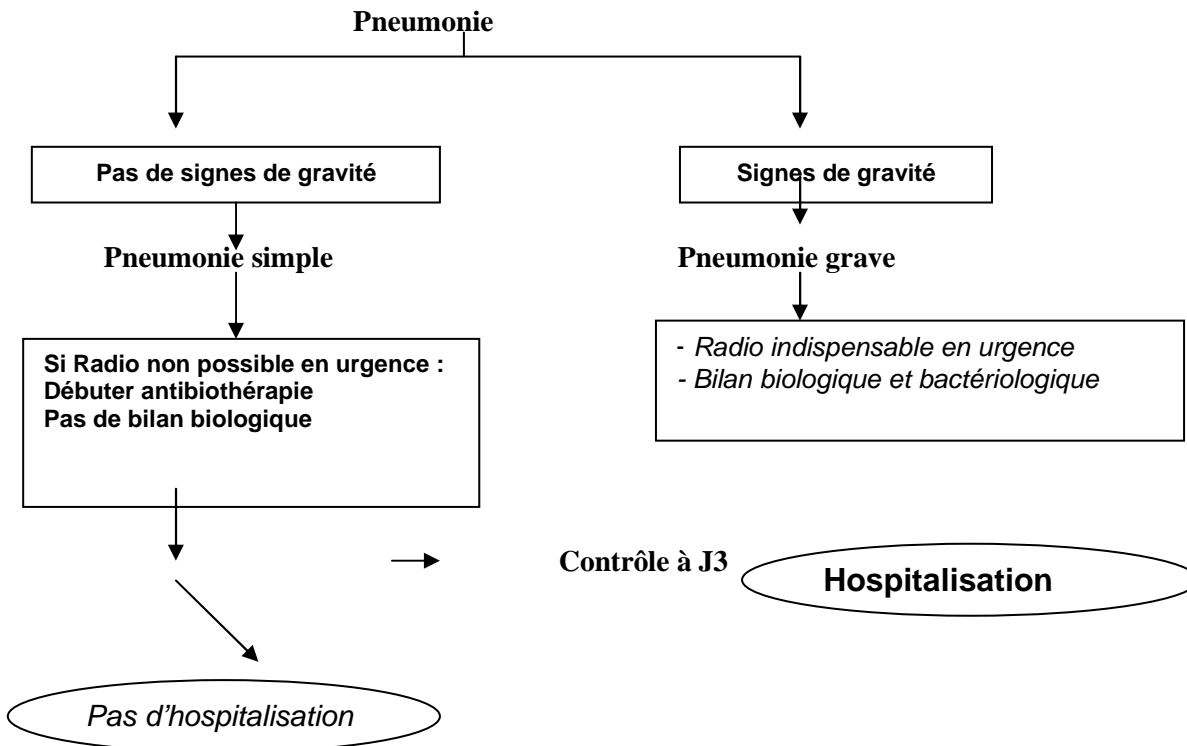 Pneumonie
Pas de signes de gravité
Signes de gravité
Pneumonie simple
Pneumonie grave
Si Radio non possible en urgence :
Débuter antibiothérapie
Pas de bilan biologique
- Radio indispensable en urgence
- Bilan biologique et bactériologique
Contrôle à J3
Hospitalisation
Pas d’hospitalisation